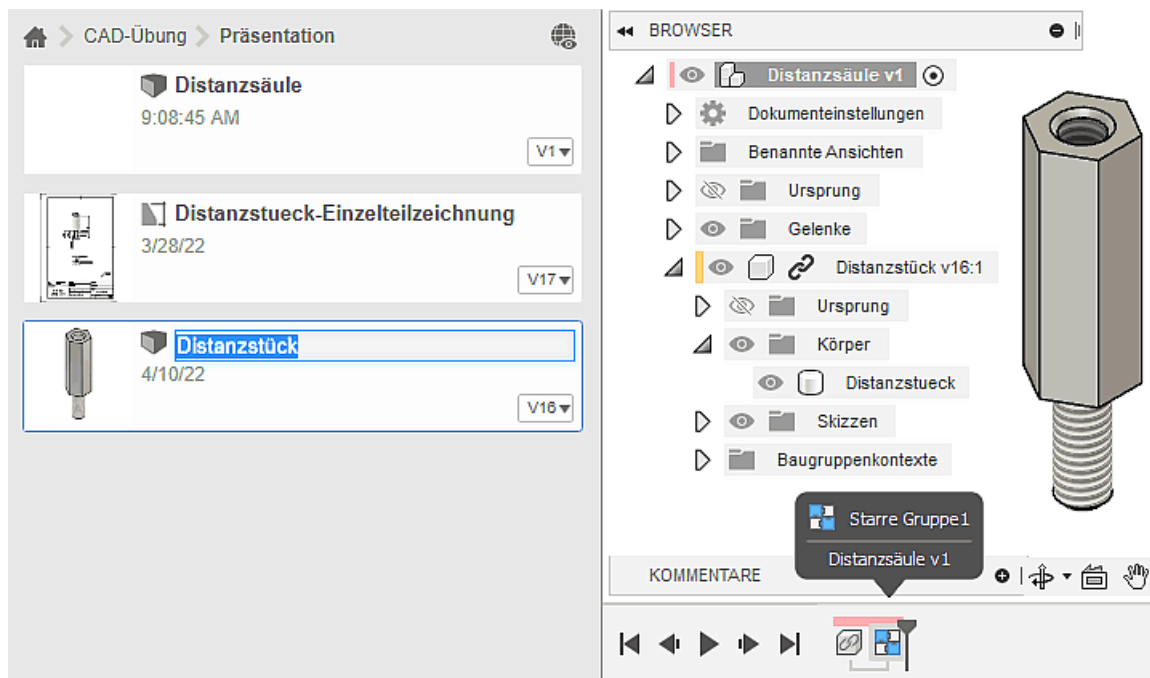 CAD-Übung Präsentation
Distanzsäule
9:08:45 AM
V1
Distanzstueck-Einzelteilzeichnung
3/28/22
V17
Distanzstück
4/10/22
V16
BROWSER
Distanzsäule v1
Dokumenteinstellungen
Benannte Ansichten
Ursprung
Gelenke
Distanzstück v16:1
Ursprung
Körper
Distanzstueck
Skizzen
Baugruppenkontexte
Starre Gruppe1
Distanzsäule v1
KOMMENTARE